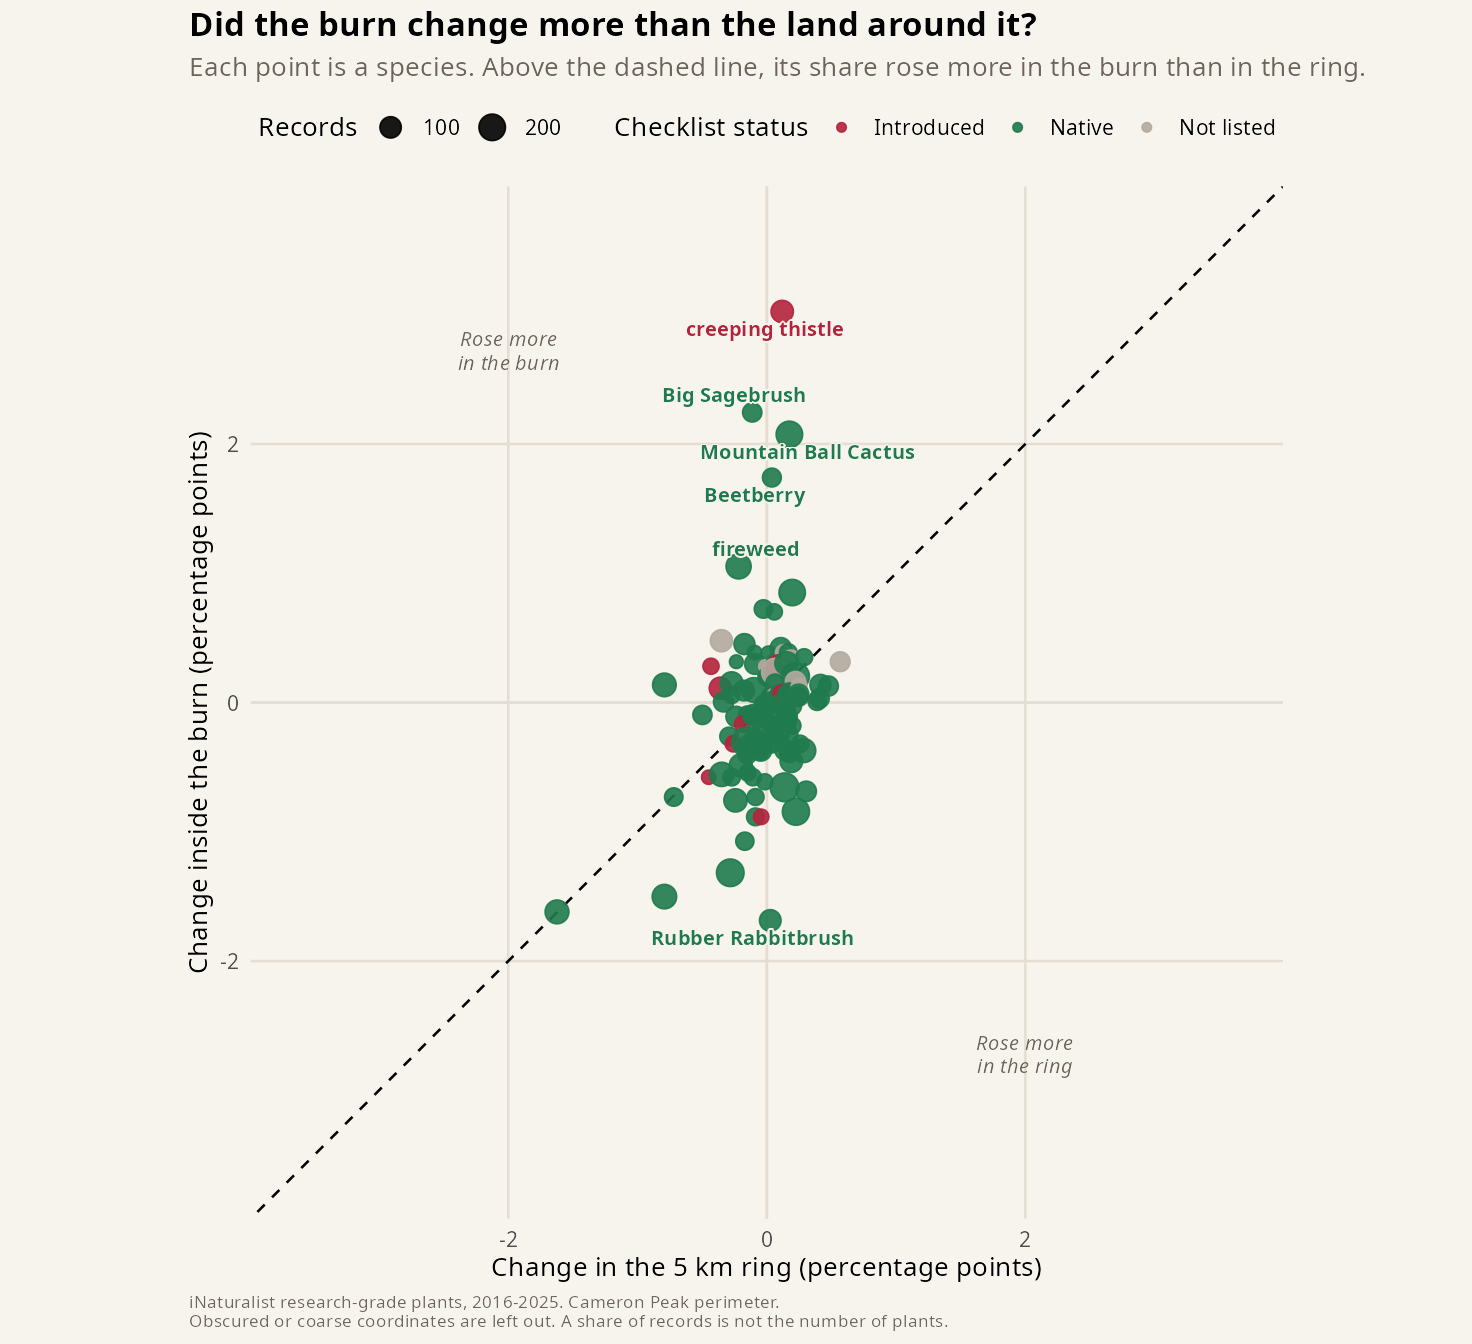 Did the burn change more than the land around it?
Each point is a species. Above the dashed line, its share rose more in the burn than in the ring.
Records 100 200 Checklist status Introduced Native Not listed
creeping thistle
Rose more
in the burn
Big Sagebrush
Mountain Ball Cactus
Beetberry
fireweed
Rubber Rabbitbrush
Rose more
in the ring
Change inside the burn (percentage points)
2
0
-2
-2 0 2
Change in the 5 km ring (percentage points)
iNaturalist research-grade plants, 2016-2025. Cameron Peak perimeter.
Obscured or coarse coordinates are left out. A share of records is not the number of plants.